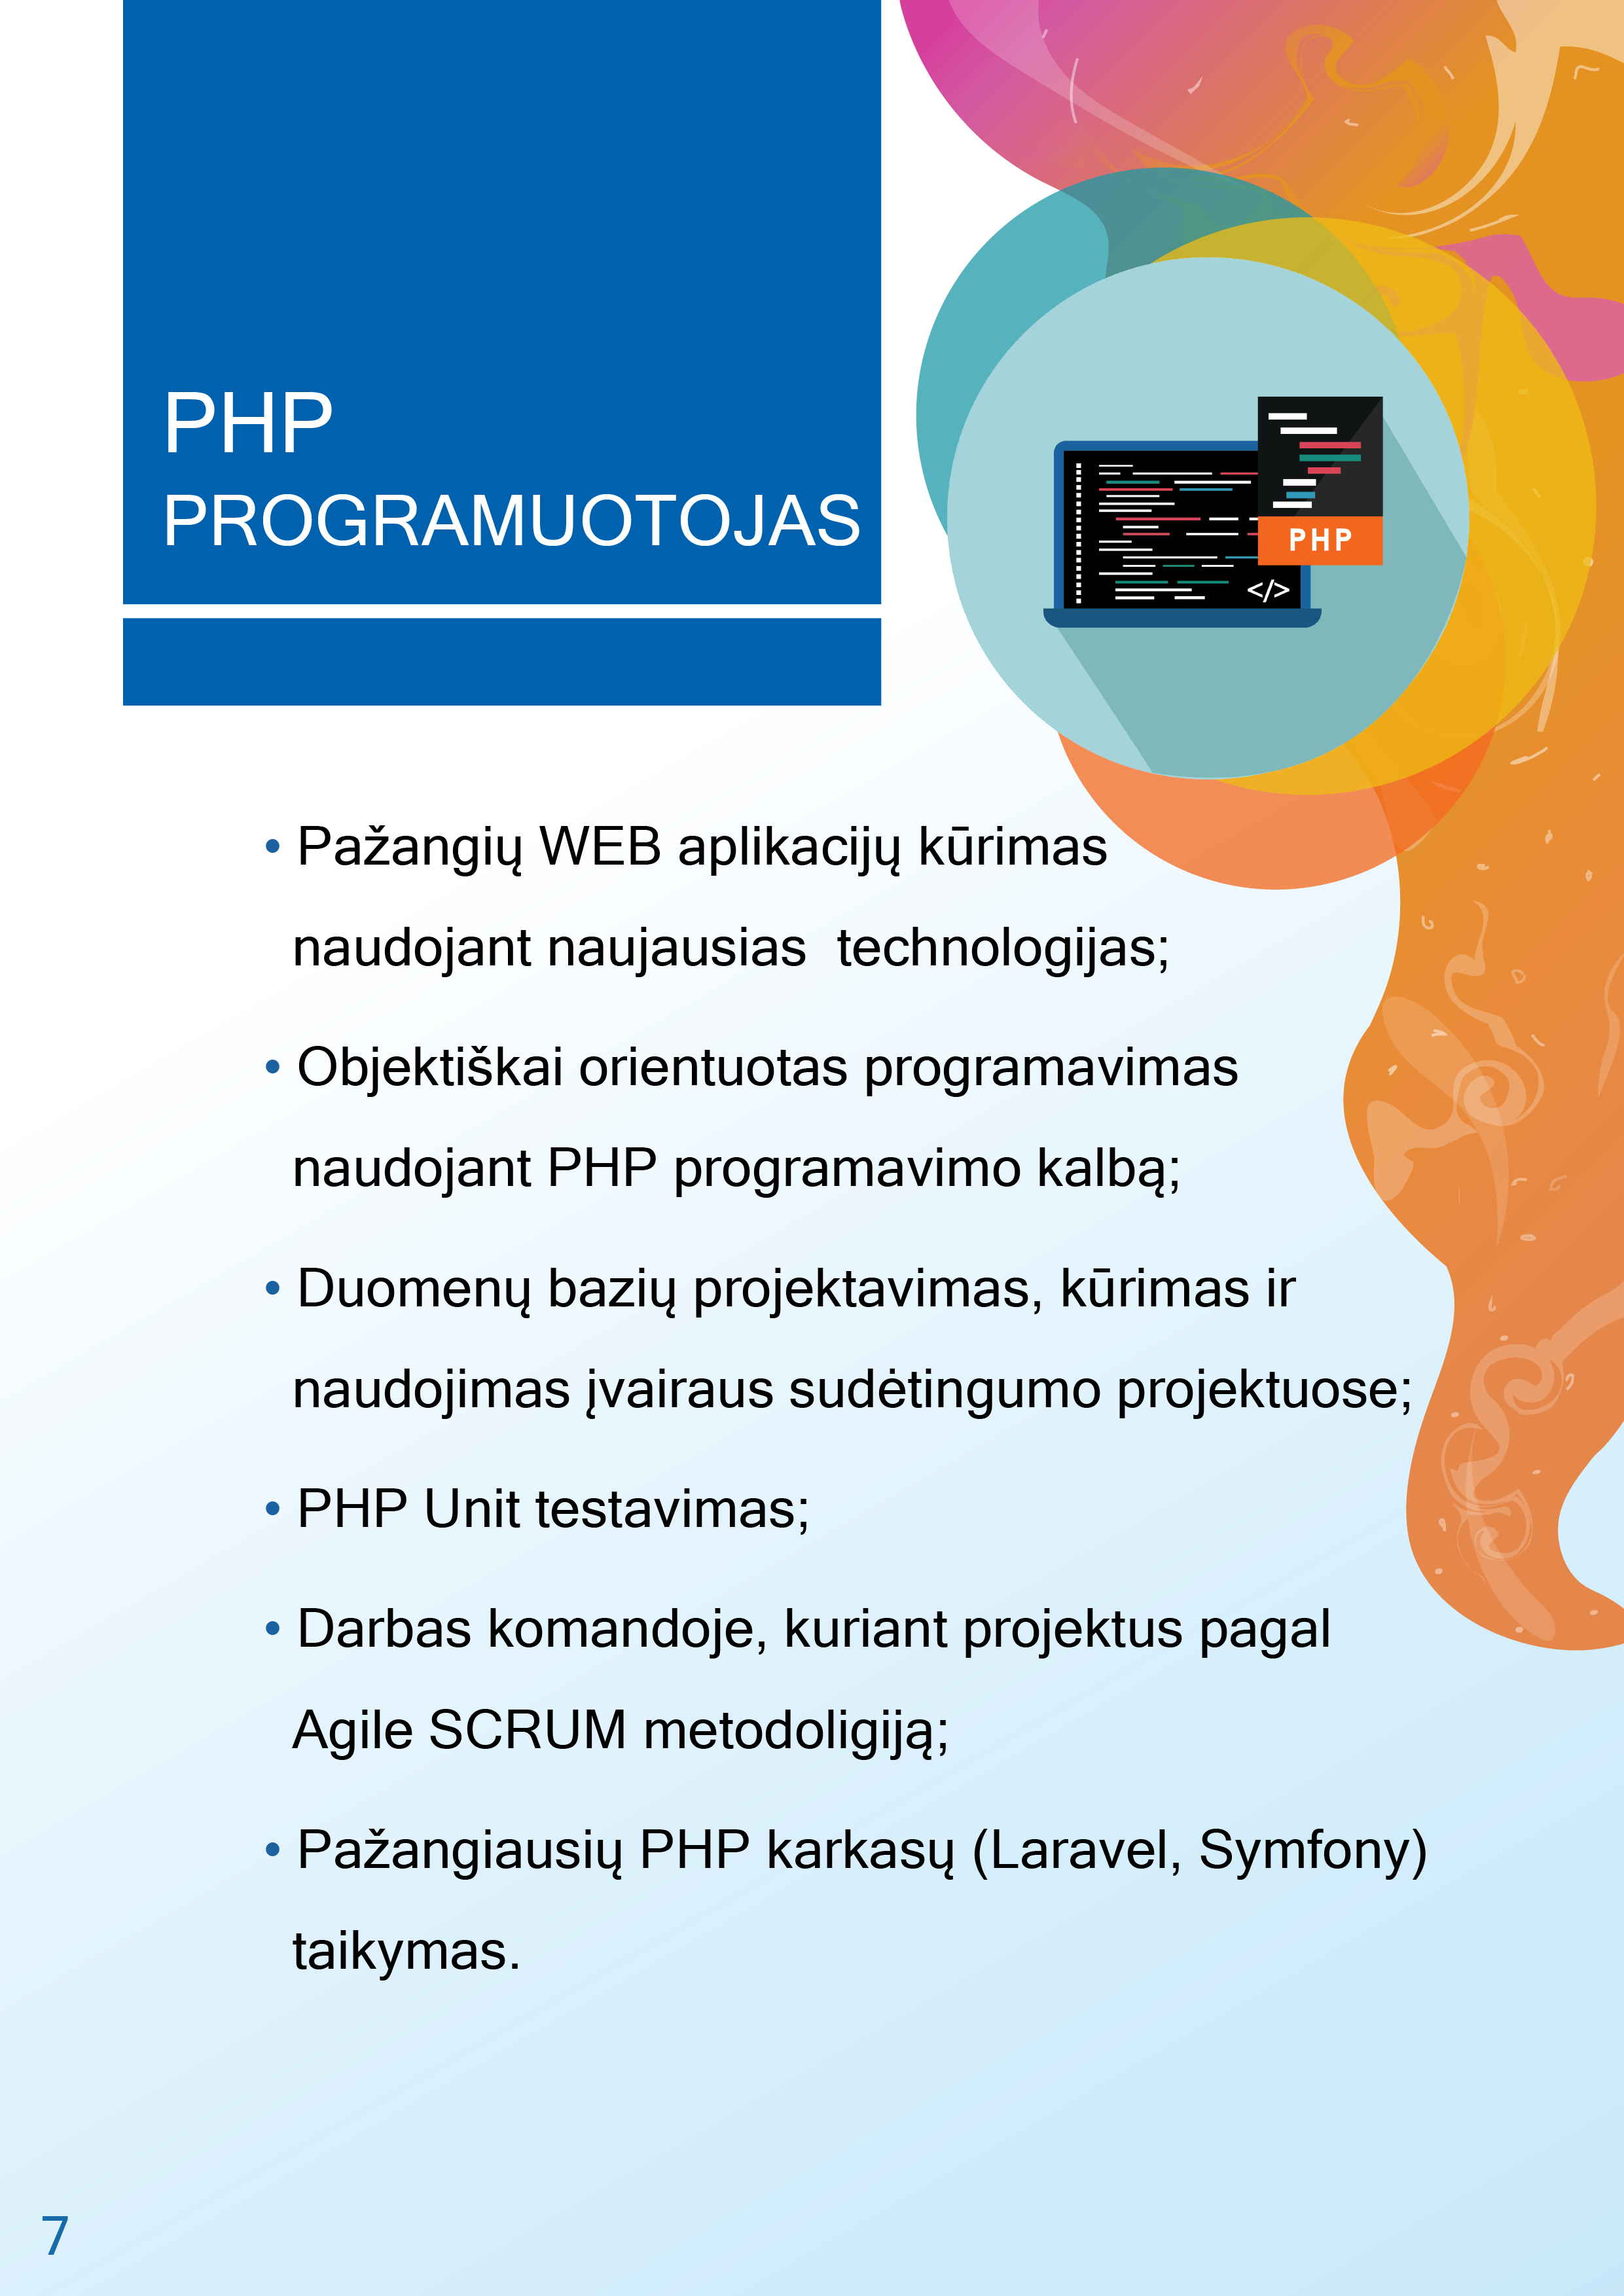 PHP
PROGRAMUOTOJAS
PHP
</>
• Pažangių WEB aplikacijų kūrimas
naudojant naujausias  technologijas;
• Objektiškai orientuotas programavimas
naudojant PHP programavimo kalbą;
• Duomenų bazių projektavimas, kūrimas ir
naudojimas įvairaus sudėtingumo projektuose;
• PHP Unit testavimas;
• Darbas komandoje, kuriant projektus pagal
Agile SCRUM metodoligiją;
• Pažangiausių PHP karkasų (Laravel, Symfony)
taikymas.
7